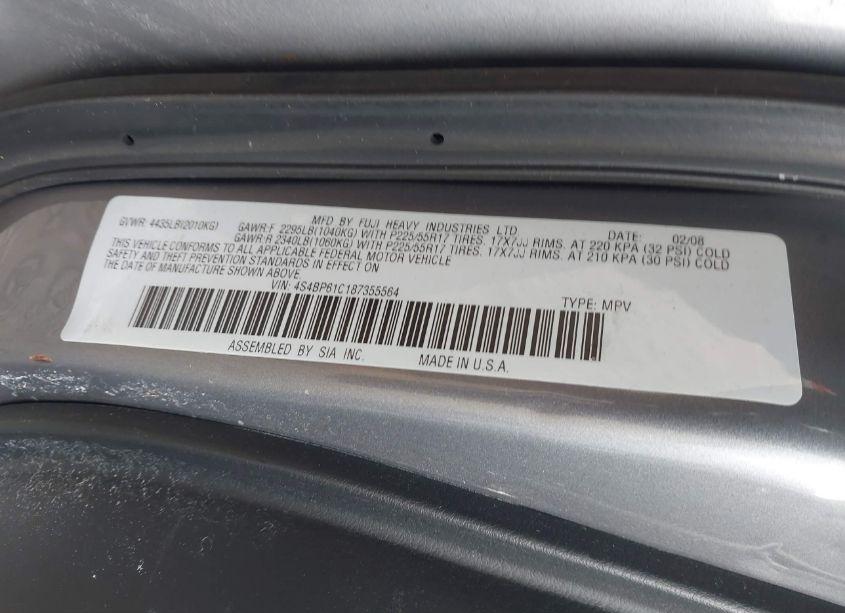 MFD BY FUJI HEAVY INDUSTRIES LTD. DATE: 02/08
GVWR: 4435LB(2010KG) GAWR:F 2295LB(1040KG) WITH P225/55R17 TIRES. 17X7JJ RIMS. AT 220 KPA (32 PSI) COLD
GAWR:R 2340LB(1060KG) WITH P225/55R17 TIRES. 17X7JJ RIMS. AT 210 KPA (30 PSI) COLD
THIS VEHICLE CONFORMS TO ALL APPLICABLE FEDERAL MOTOR VEHICLE
SAFETY AND THEFT PREVENTION STANDARDS IN EFFECT ON
THE DATE OF MANUFACTURE SHOWN ABOVE.
VIN: 4S4BP61C187355564 TYPE: MPV
ASSEMBLED BY SIA INC. MADE IN U.S.A.